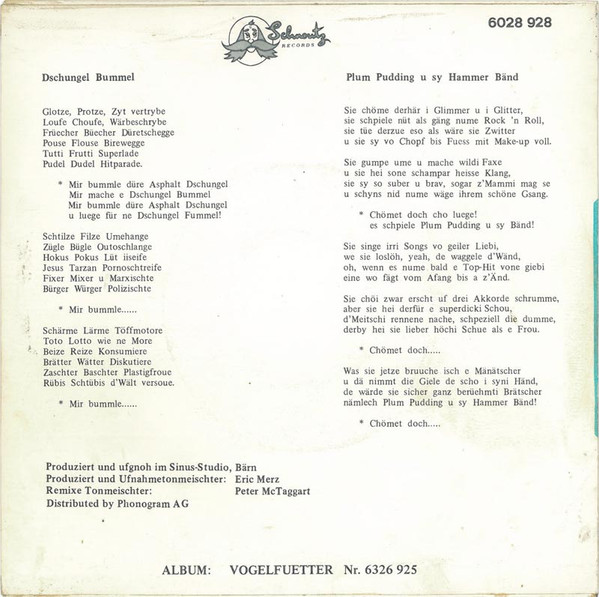 Schnoutz
RECORDS
6028 928
Dschungel Bummel
Glotze, Protze, Zyt vertrybe
Loufe Choufe, Wärbeschrybe
Früecher Büecher Düretschegge
Pouse Flouse Birewegge
Tutti Frutti Superlade
Pudel Dudel Hitparade.
* Mir bummle düre Asphalt Dschungel
Mir mache e Dschungel Bummel
Mir bummle düre Asphalt Dschungel
u luege für ne Dschungel Fummel!
Schtilze Filze Umehange
Zügle Bügle Outoschlange
Hokus Pokus Lüt iiseife
Jesus Tarzan Pornoschtreife
Fixer Mixer u Marxischte
Bürger Würger Polizischte
* Mir bummle......
Schärme Lärme Töffmotore
Toto Lotto wie ne More
Beize Reize Konsumiere
Brätter Wätter Diskutiere
Zaschter Baschter Plastigfroue
Rübis Schtübis d'Wält versoue.
* Mir bummle......
Plum Pudding u sy Hammer Bänd
Sie chöme derhär i Glimmer u i Glitter,
sie schpiele nüt als gäng nume Rock 'n Roll,
sie tüe derzue eso als wäre sie Zwitter
u sie sy vo Chopf bis Fuess mit Make-up voll.
Sie gumpe ume u mache wildi Faxe
u sie hei sone schampar heisse Klang,
sie sy so suber u brav, sogar z'Mammi mag se
u schyns nid nume wäge ihrem schöne Gsang.
* Chömet doch cho luege!
es schpiele Plum Pudding u sy Bänd!
Sie singe irri Songs vo geiler Liebi,
we sie loslöh, yeah, de waggele d'Wänd,
oh, wenn es nume bald e Top-Hit vone giebi
eine wo fägt vom Afang bis a z'Änd.
Sie chöi zwar erscht uf drei Akkorde schrumme,
aber sie hei derfür e superdicki Schou,
d'Meitschi rennene nache, schpeziell die dumme,
derby hei sie lieber höchi Schue als e Frou.
* Chömet doch.....
Was sie jetze bruuche isch e Mänätscher
u dä nimmt die Giele de scho i syni Händ,
de wärde sie sicher ganz berüehmti Brätscher
nämlech Plum Pudding u sy Hammer Bänd!
* Chömet doch.....
Produziert und ufgnoh im Sinus-Studio, Bärn
Produziert und Ufnahmetonmeischter: Eric Merz
Remixe Tonmeischter: Peter McTaggart
Distributed by Phonogram AG
ALBUM: VOGELFUETTER Nr. 6326 925